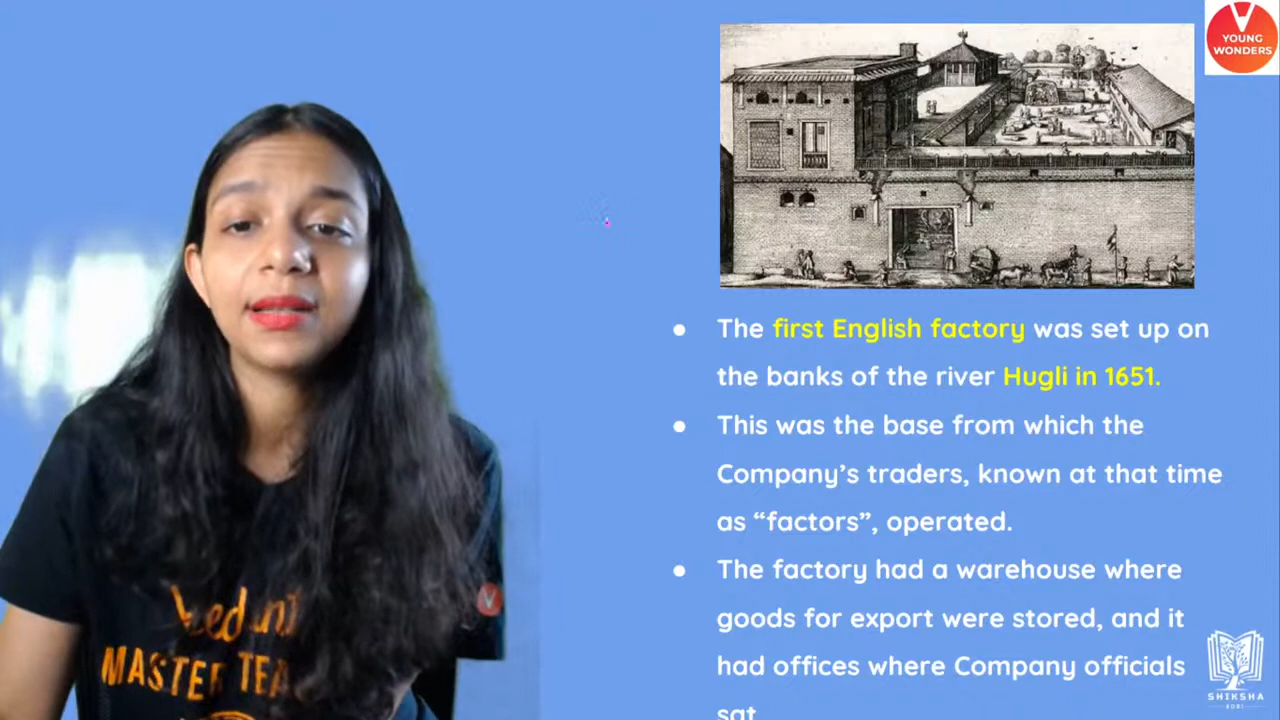 YOUNG
WONDERS
The first English factory was set up on
the banks of the river Hugli in 1651.
This was the base from which the
Company's traders, known at that time
as “factors”, operated.
The factory had a warehouse where
goods for export were stored, and it
had offices where Company officials
sat
MASTER TEA
SHIKSHA